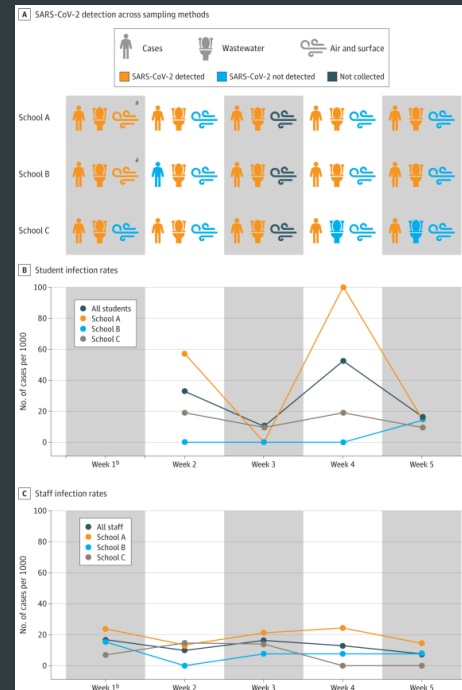 A SARS-CoV-2 detection across sampling methods
Cases Wastewater Air and surface
SARS-CoV-2 detected SARS-CoV-2 not detected Not collected
School A
a
School B
a
School C
B Student infection rates
No. of cases per 1000
100
80
60
40
20
0
All students
School A
School B
School C
Week 1b Week 2 Week 3 Week 4 Week 5
C Staff infection rates
No. of cases per 1000
100
80
60
40
20
0
All staff
School A
School B
School C
Week 1b Week 2 Week 3 Week 4 Week 5